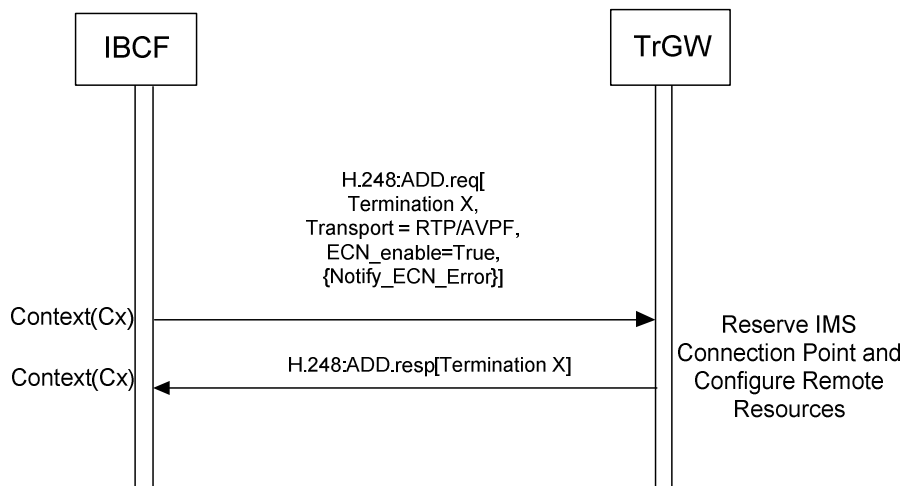 IBCF
TrGW
H.248:ADD.req[
Termination X,
Transport = RTP/AVPF,
ECN_enable=True,
{Notify_ECN_Error}]
Context(Cx)
Reserve IMS
Connection Point and
Configure Remote
Resources
H.248:ADD.resp[Termination X]
Context(Cx)